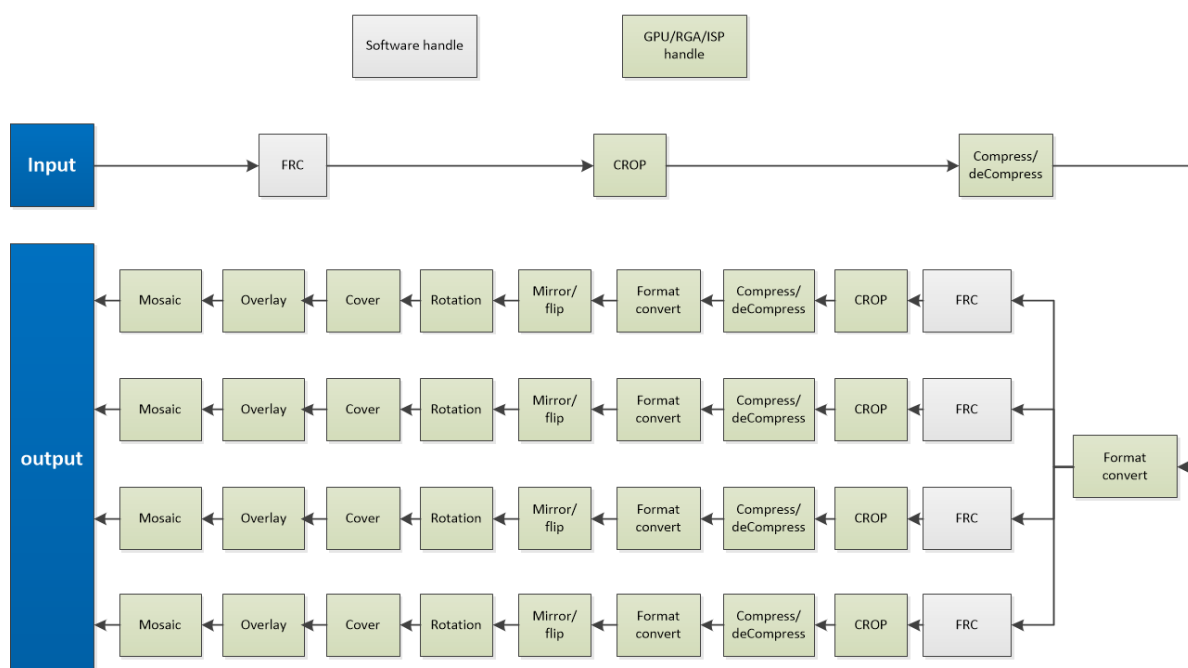 Software handle
GPU/RGA/ISP
handle
Input
FRC
CROP
Compress/
deCompress
Mosaic
Overlay
Cover
Rotation
Mirror/
flip
Format
convert
Compress/
deCompress
CROP
FRC
Mosaic
Overlay
Cover
Rotation
Mirror/
flip
Format
convert
Compress/
deCompress
CROP
FRC
output
Format
convert
Mosaic
Overlay
Cover
Rotation
Mirror/
flip
Format
convert
Compress/
deCompress
CROP
FRC
Mosaic
Overlay
Cover
Rotation
Mirror/
flip
Format
convert
Compress/
deCompress
CROP
FRC